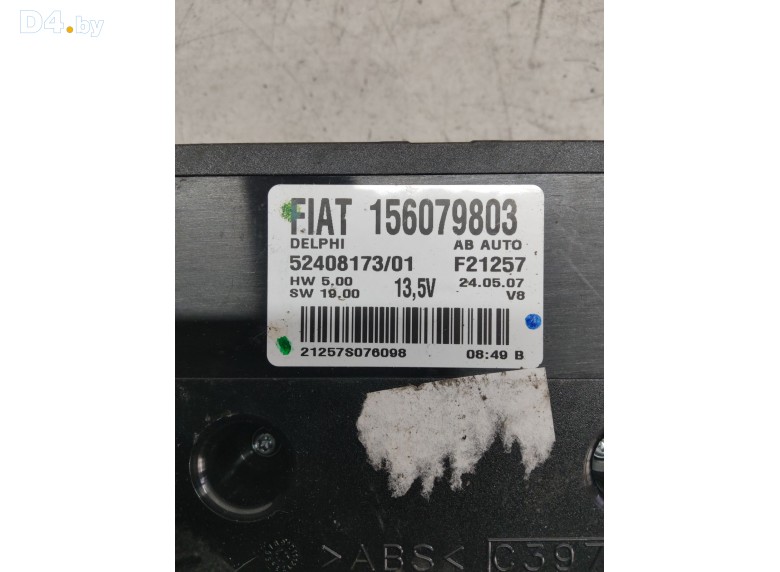 D4.by
FIAT 156079803
DELPHI AB AUTO
52408173/01 F21257
HW 5.00 13,5V 24.05.07
SW 19.00 V8
21257S076098 08:49 B
>ABS< C397